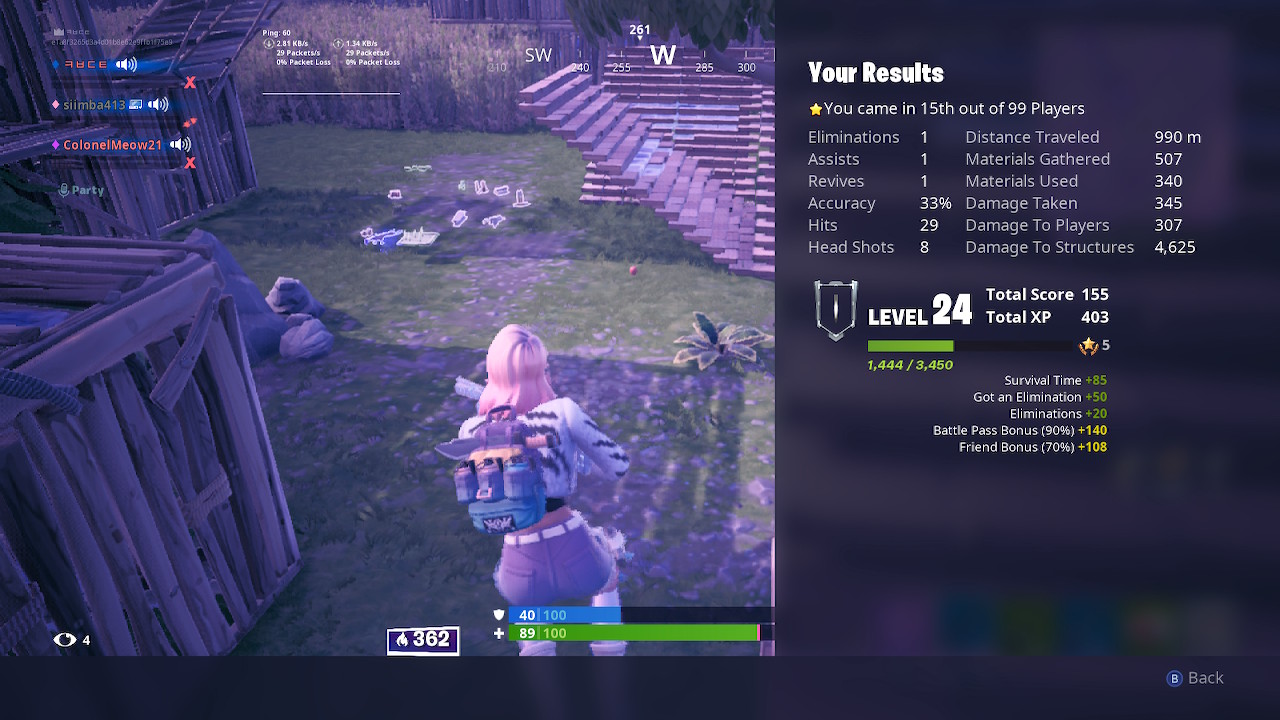 Ping: 60
2.81 KB/s 1.34 KB/s
29 Packets/s 29 Packets/s
0% Packet Loss 0% Packet Loss
261
SW W
210 240 255 285 300
siimba413
ColonelMeow21
Party
4
362
40 | 100
89 | 100
Your Results
You came in 15th out of 99 Players
Eliminations 1 Distance Traveled 990 m
Assists 1 Materials Gathered 507
Revives 1 Materials Used 340
Accuracy 33% Damage Taken 345
Hits 29 Damage To Players 307
Head Shots 8 Damage To Structures 4,625
LEVEL 24
Total Score 155
Total XP 403
5
1,444 / 3,450
Survival Time +85
Got an Elimination +50
Eliminations +20
Battle Pass Bonus (90%) +140
Friend Bonus (70%) +108
B Back